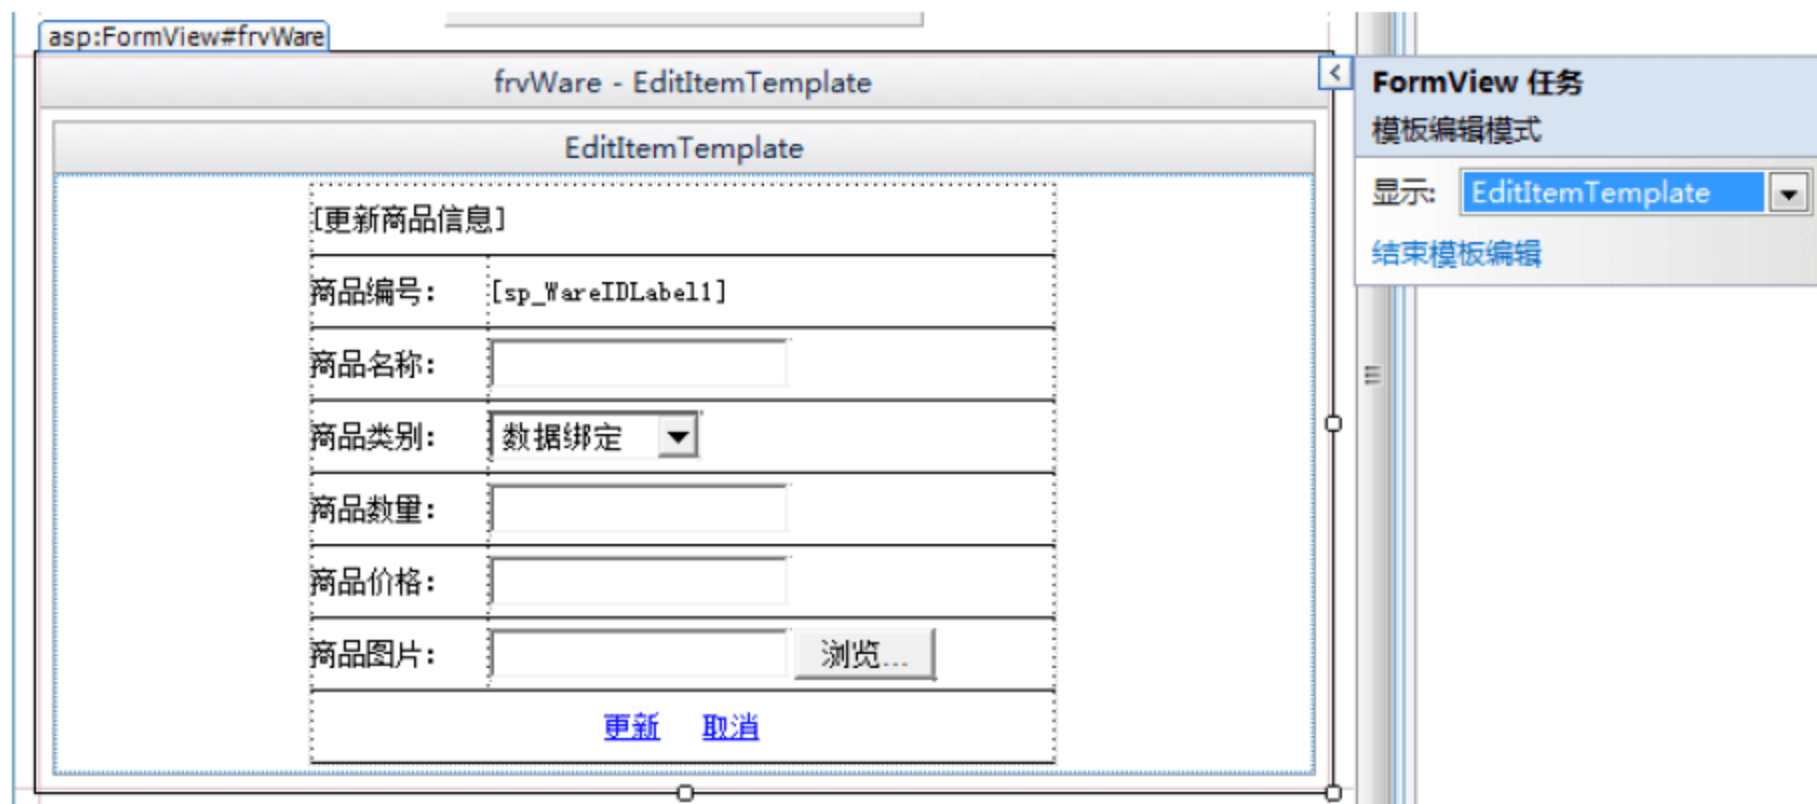 asp:FormView#frvWare
frvWare - EditItemTemplate
FormView 任务
模板编辑模式
显示: EditItemTemplate
结束模板编辑
EditItemTemplate
[更新商品信息]
商品编号: [sp_WareIDLabel1]
商品名称:
商品类别: 数据绑定
商品数量:
商品价格:
商品图片: 浏览...
更新 取消